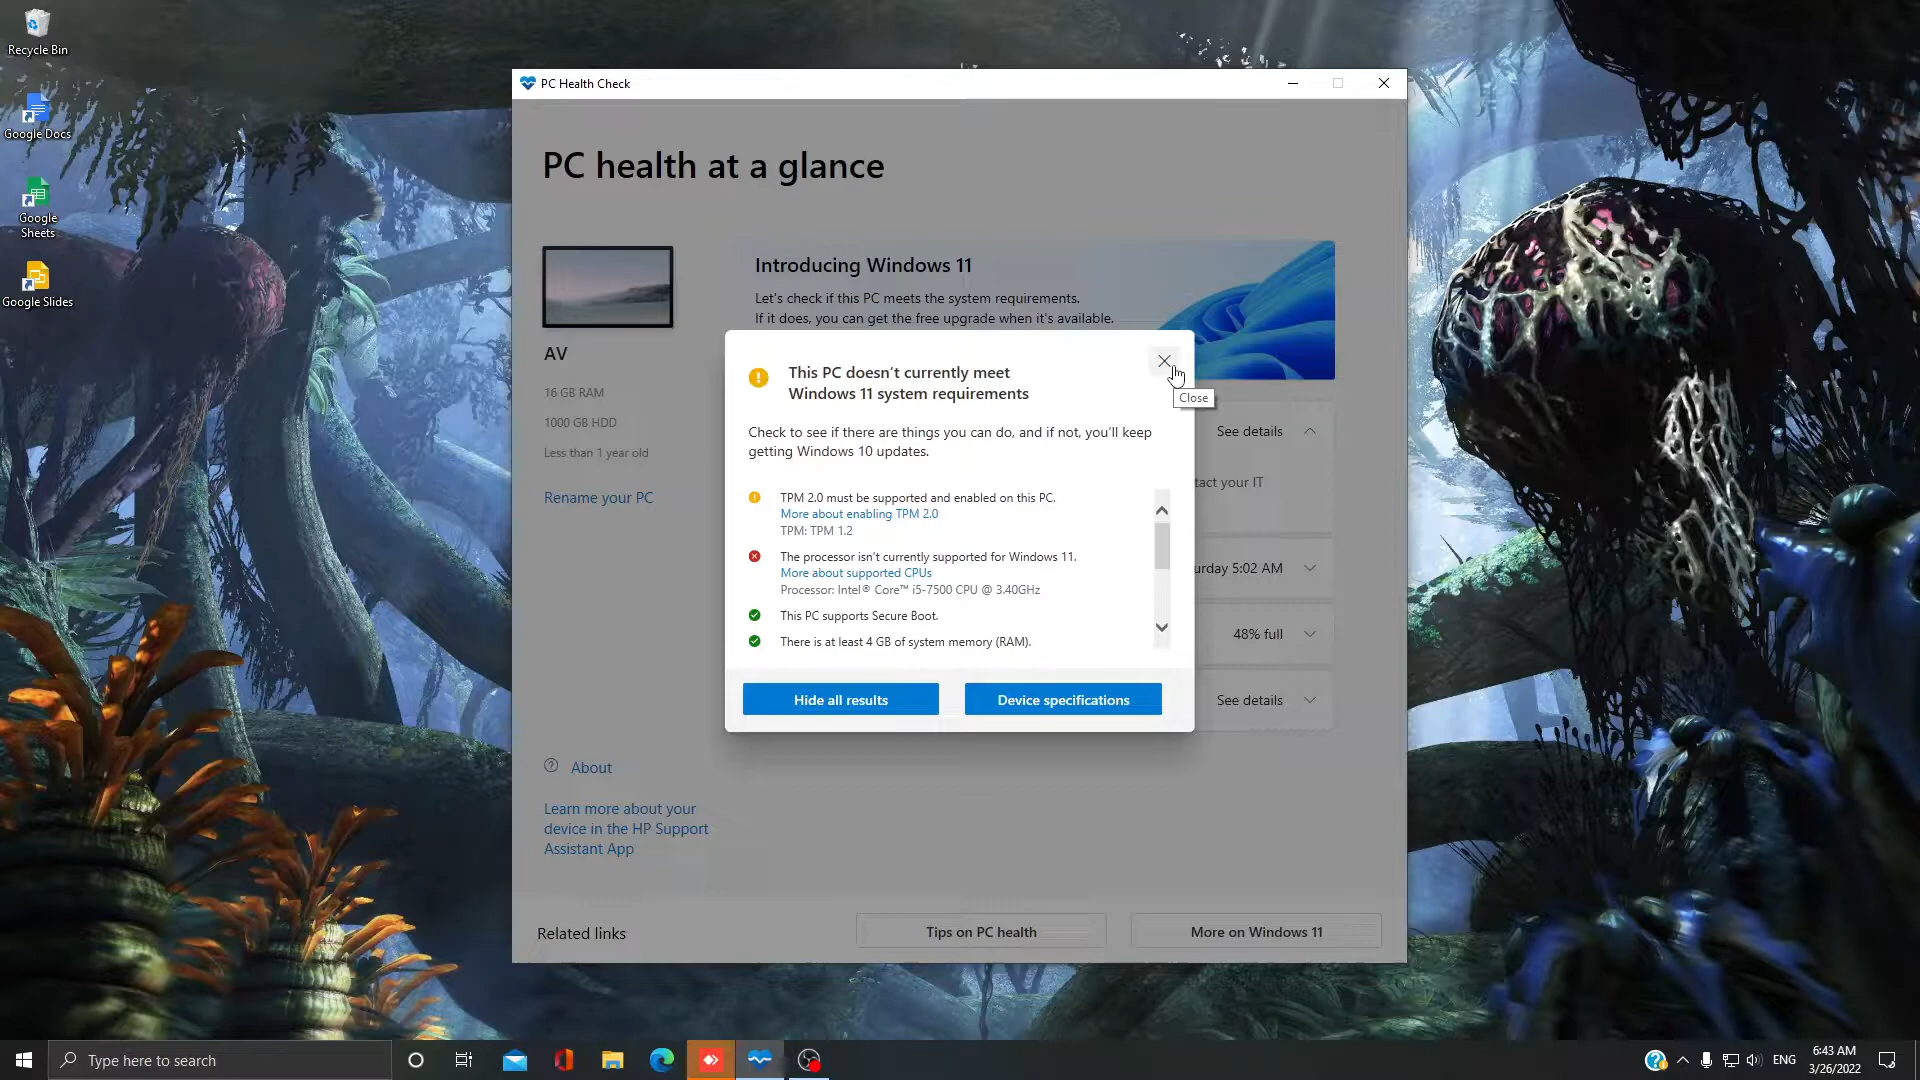 Recycle Bin
Google Docs
Google
Sheets
Google Slides
PC Health Check
PC health at a glance
Introducing Windows 11
Let's check if this PC meets the system requirements.
If it does, you can get the free upgrade when it's available.
AV
16 GB RAM
1000 GB HDD
Less than 1 year old
Rename your PC
This PC doesn't currently meet
Windows 11 system requirements
Close
Check to see if there are things you can do, and if not, you'll keep
getting Windows 10 updates.
TPM 2.0 must be supported and enabled on this PC.
More about enabling TPM 2.0
TPM: TPM 1.2
The processor isn't currently supported for Windows 11.
More about supported CPUs
Processor: Intel® Core™ i5-7500 CPU @ 3.40GHz
This PC supports Secure Boot.
There is at least 4 GB of system memory (RAM).
Hide all results
Device specifications
See details
tact your IT
urday 5:02 AM
48% full
See details
About
Learn more about your
device in the HP Support
Assistant App
Related links
Tips on PC health
More on Windows 11
Type here to search
ENG
6:43 AM
3/26/2022